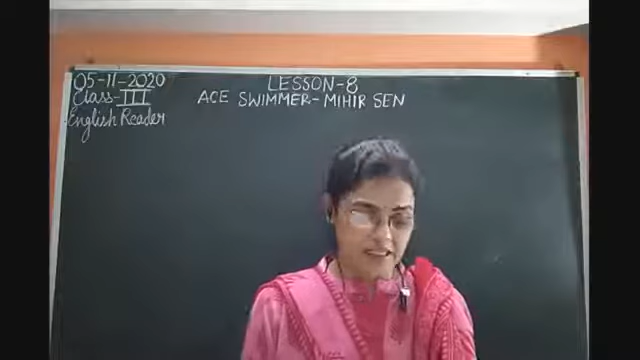 05-11-2020
Class-III
English Reader
LESSON-8
ACE SWIMMER-MIHIR SEN